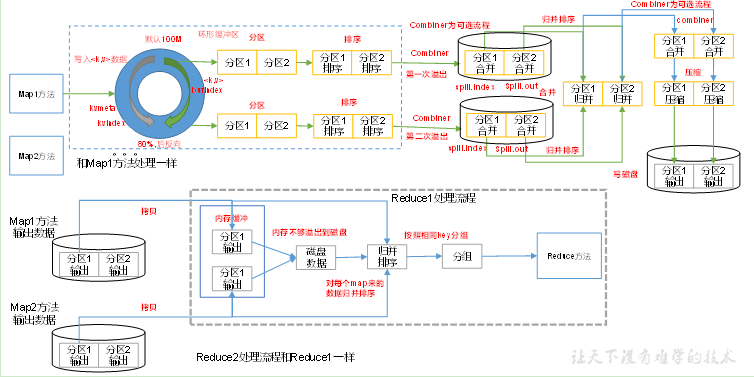 Combiner为可选流程
Combiner为可选流程
默认100M
环形缓冲区
分区
排序
归并排序
combiner
写入<k,v>数据
分区1
分区2
分区1
排序
分区2
排序
Combiner
第一次溢出
分区1
合并
分区2
合并
spill.index
Spill.out
分区1
合并
分区2
合并
压缩
Map1方法
kvmeta
kvindex
<k,v>
bufindex
80%,后反向
分区
排序
合并
分区1
归并
分区2
归并
分区1
压缩
分区2
压缩
分区1
分区2
分区1
排序
分区2
排序
Combiner
第二次溢出
分区1
合并
分区2
合并
spill.index
Spill.out
归并排序
写磁盘
Map2方法
和Map1方法处理一样
分区1
输出
分区2
输出
Reduce1处理流程
Map1方法
输出数据
拷贝
内存缓冲
分区1
输出
内存不够溢出到磁盘
按照相同key分组
分区1
输出
分区2
输出
磁盘
数据
归并
排序
分组
Reduce方法
分区1
输出
对每个map来的
数据归并排序
Map2方法
输出数据
拷贝
分区1
输出
分区2
输出
Reduce2处理流程和Reduce1一样
让天下没有难学的技术